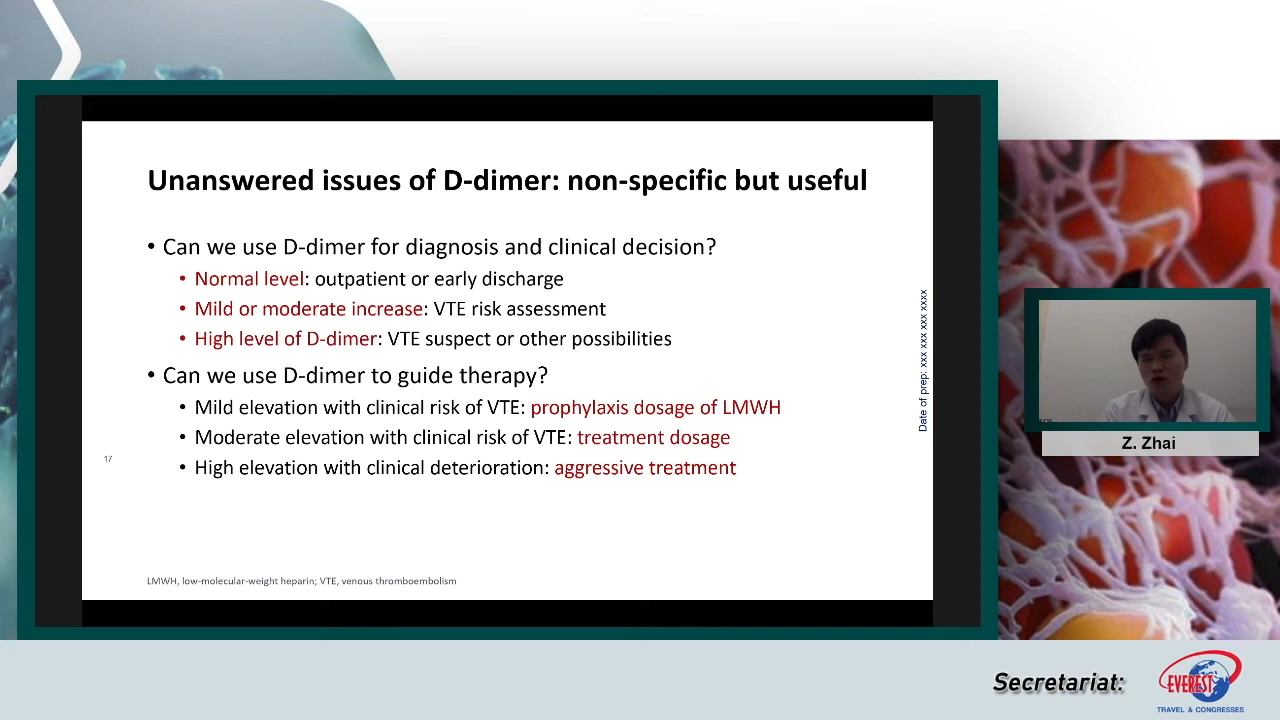 Unanswered issues of D-dimer: non-specific but useful
• Can we use D-dimer for diagnosis and clinical decision?
• Normal level: outpatient or early discharge
• Mild or moderate increase: VTE risk assessment
• High level of D-dimer: VTE suspect or other possibilities
• Can we use D-dimer to guide therapy?
• Mild elevation with clinical risk of VTE: prophylaxis dosage of LMWH
• Moderate elevation with clinical risk of VTE: treatment dosage
• High elevation with clinical deterioration: aggressive treatment
17
LMWH, low-molecular-weight heparin; VTE, venous thromboembolism
Date of prep: xxx xxx xxx xxxx
Z. Zhai
Secretariat:
EVEREST
TRAVEL & CONGRESSES